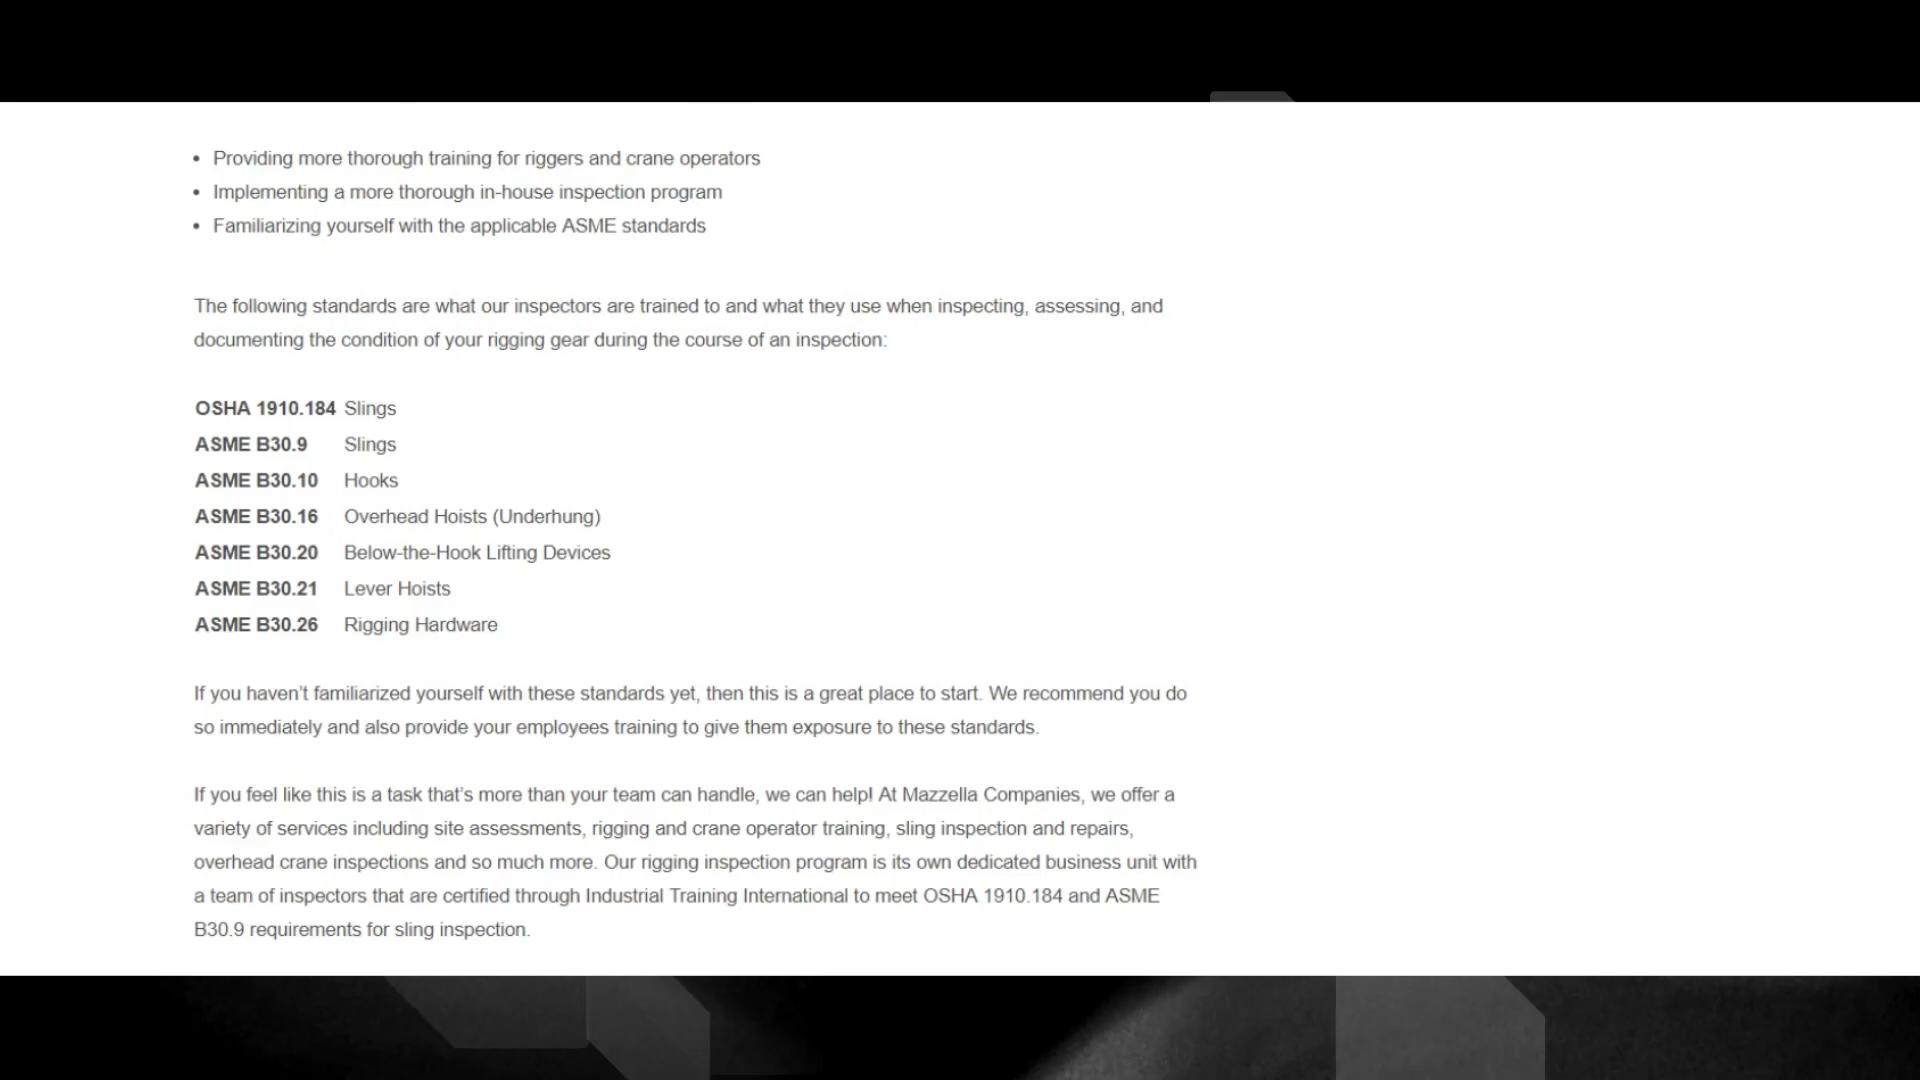 • Providing more thorough training for riggers and crane operators
• Implementing a more thorough in-house inspection program
• Familiarizing yourself with the applicable ASME standards
The following standards are what our inspectors are trained to and what they use when inspecting, assessing, and
documenting the condition of your rigging gear during the course of an inspection:
OSHA 1910.184 Slings
ASME B30.9 Slings
ASME B30.10 Hooks
ASME B30.16 Overhead Hoists (Underhung)
ASME B30.20 Below-the-Hook Lifting Devices
ASME B30.21 Lever Hoists
ASME B30.26 Rigging Hardware
If you haven’t familiarized yourself with these standards yet, then this is a great place to start. We recommend you do
so immediately and also provide your employees training to give them exposure to these standards.
If you feel like this is a task that’s more than your team can handle, we can help! At Mazzella Companies, we offer a
variety of services including site assessments, rigging and crane operator training, sling inspection and repairs,
overhead crane inspections and so much more. Our rigging inspection program is its own dedicated business unit with
a team of inspectors that are certified through Industrial Training International to meet OSHA 1910.184 and ASME
B30.9 requirements for sling inspection.